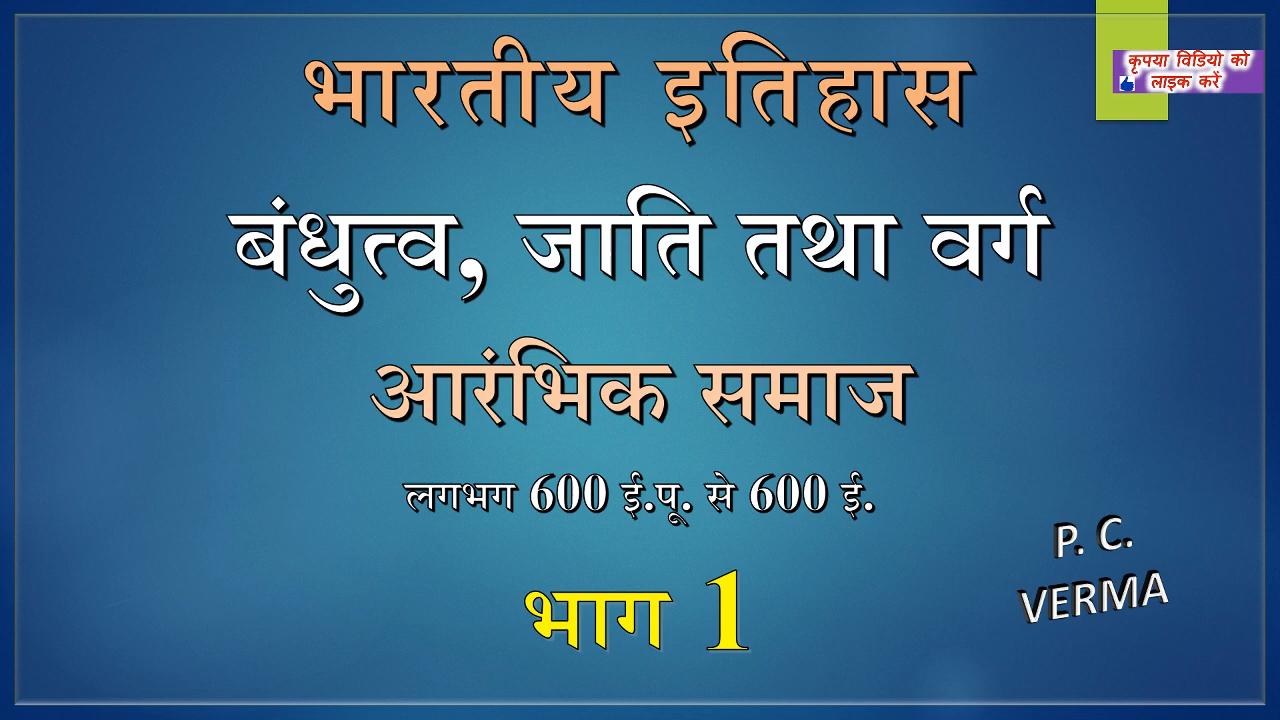 भारतीय इतिहास
कृपया विडियो को
लाइक करें
बंधुत्व, जाति तथा वर्ग
आरंभिक समाज
लगभग 600 ई.पू. से 600 ई.
P. C.
VERMA
भाग 1